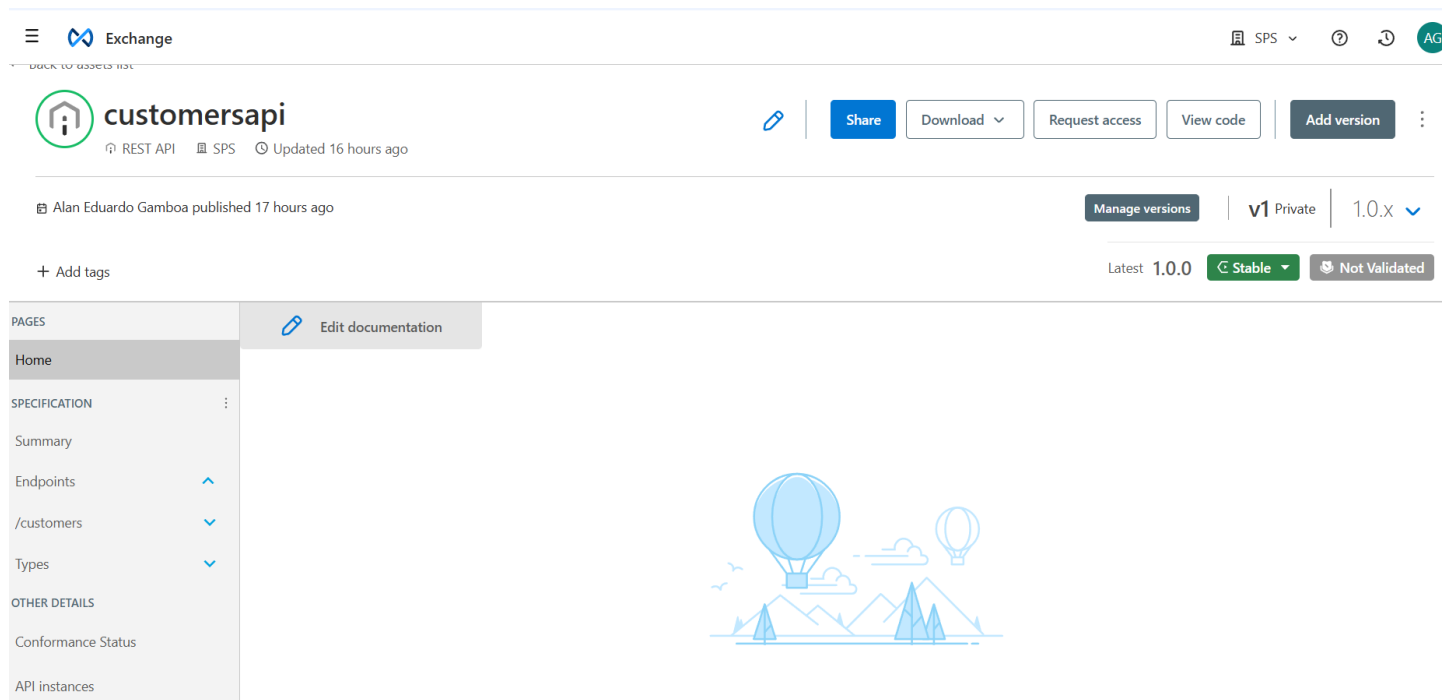 Exchange
SPS
AG
Back to assets list
customersapi
REST API SPS Updated 16 hours ago
Share
Download
Request access
View code
Add version
Alan Eduardo Gamboa published 17 hours ago
Manage versions
v1 Private
1.0.x
+ Add tags
Latest 1.0.0
Stable
Not Validated
PAGES
Home
Edit documentation
SPECIFICATION
Summary
Endpoints
/customers
Types
OTHER DETAILS
Conformance Status
API instances